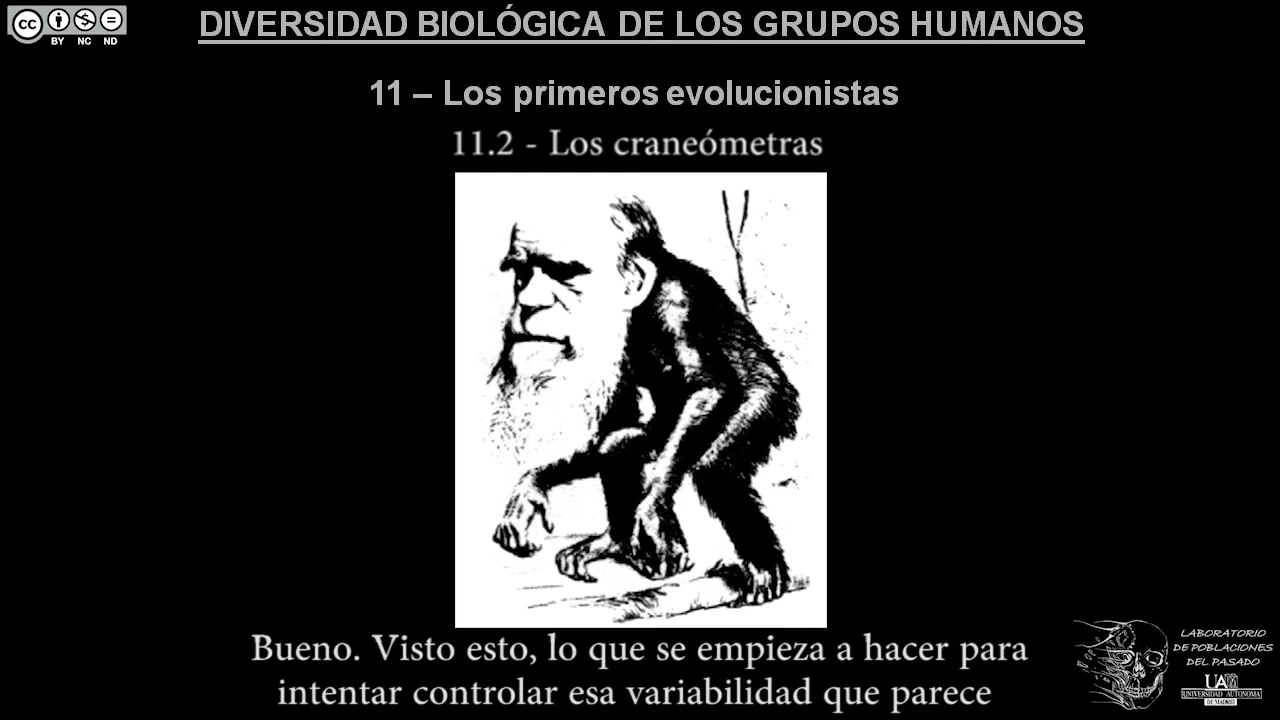 cc
BY NC ND
DIVERSIDAD BIOLÓGICA DE LOS GRUPOS HUMANOS
11 – Los primeros evolucionistas
11.2 - Los craneómetras
Bueno. Visto esto, lo que se empieza a hacer para
intentar controlar esa variabilidad que parece
LABORATORIO
DE POBLACIONES
DEL PASADO
UAM
UNIVERSIDAD AUTONOMA
DE MADRID